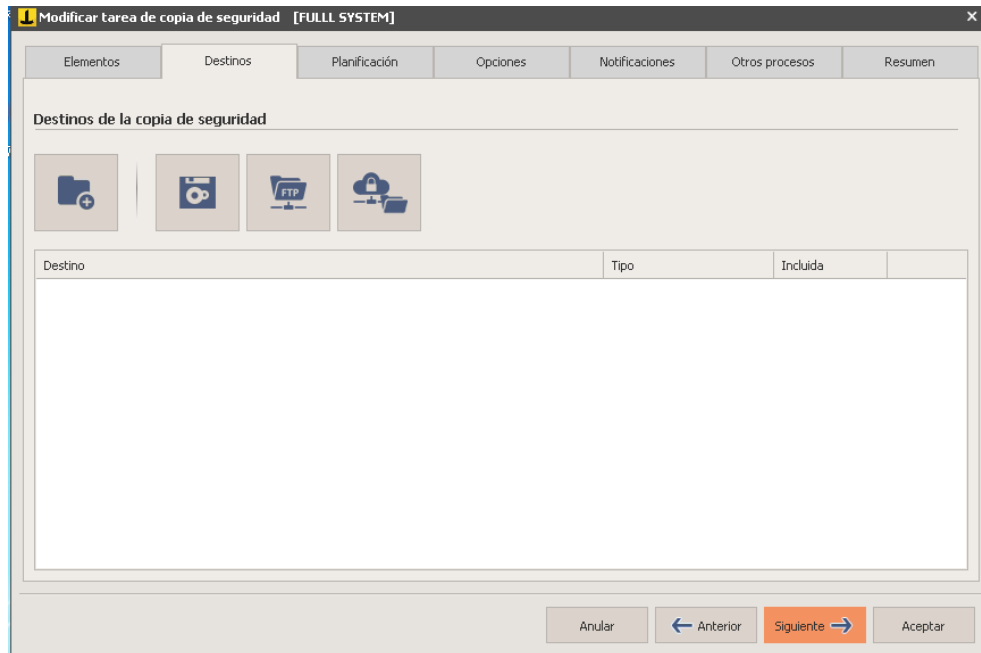 Modificar tarea de copia de seguridad [FULLL SYSTEM]
Elementos Destinos Planificación Opciones Notificaciones Otros procesos Resumen
Destinos de la copia de seguridad
FTP
Destino Tipo Incluida
Anular Anterior Siguiente Aceptar